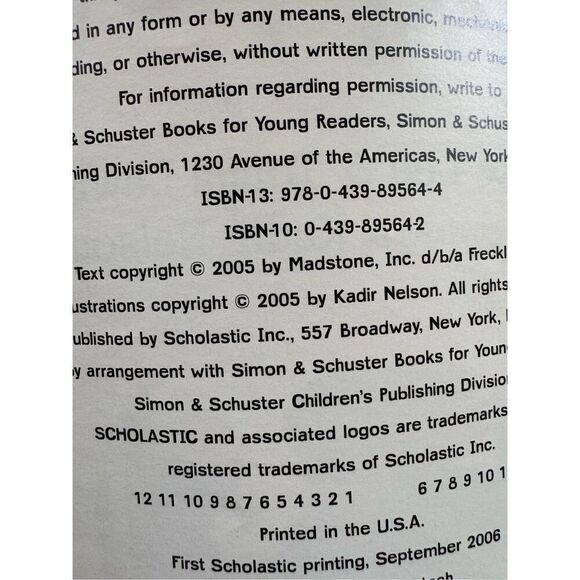 d in any form or by any means, electronic, mechani
ding, or otherwise, without written permission of the
For information regarding permission, write to
& Schuster Books for Young Readers, Simon & Schus
hing Division, 1230 Avenue of the Americas, New York
ISBN-13: 978-0-439-89564-4
ISBN-10: 0-439-89564-2
Text copyright © 2005 by Madstone, Inc. d/b/a Freckl
ustrations copyright © 2005 by Kadir Nelson. All rights
ublished by Scholastic Inc., 557 Broadway, New York,
by arrangement with Simon & Schuster Books for Youn
Simon & Schuster Children's Publishing Division
SCHOLASTIC and associated logos are trademarks
registered trademarks of Scholastic Inc.
12 11 10 9 8 7 6 5 4 3 2 1 6 7 8 9 10 1
Printed in the U.S.A.
First Scholastic printing, September 2006